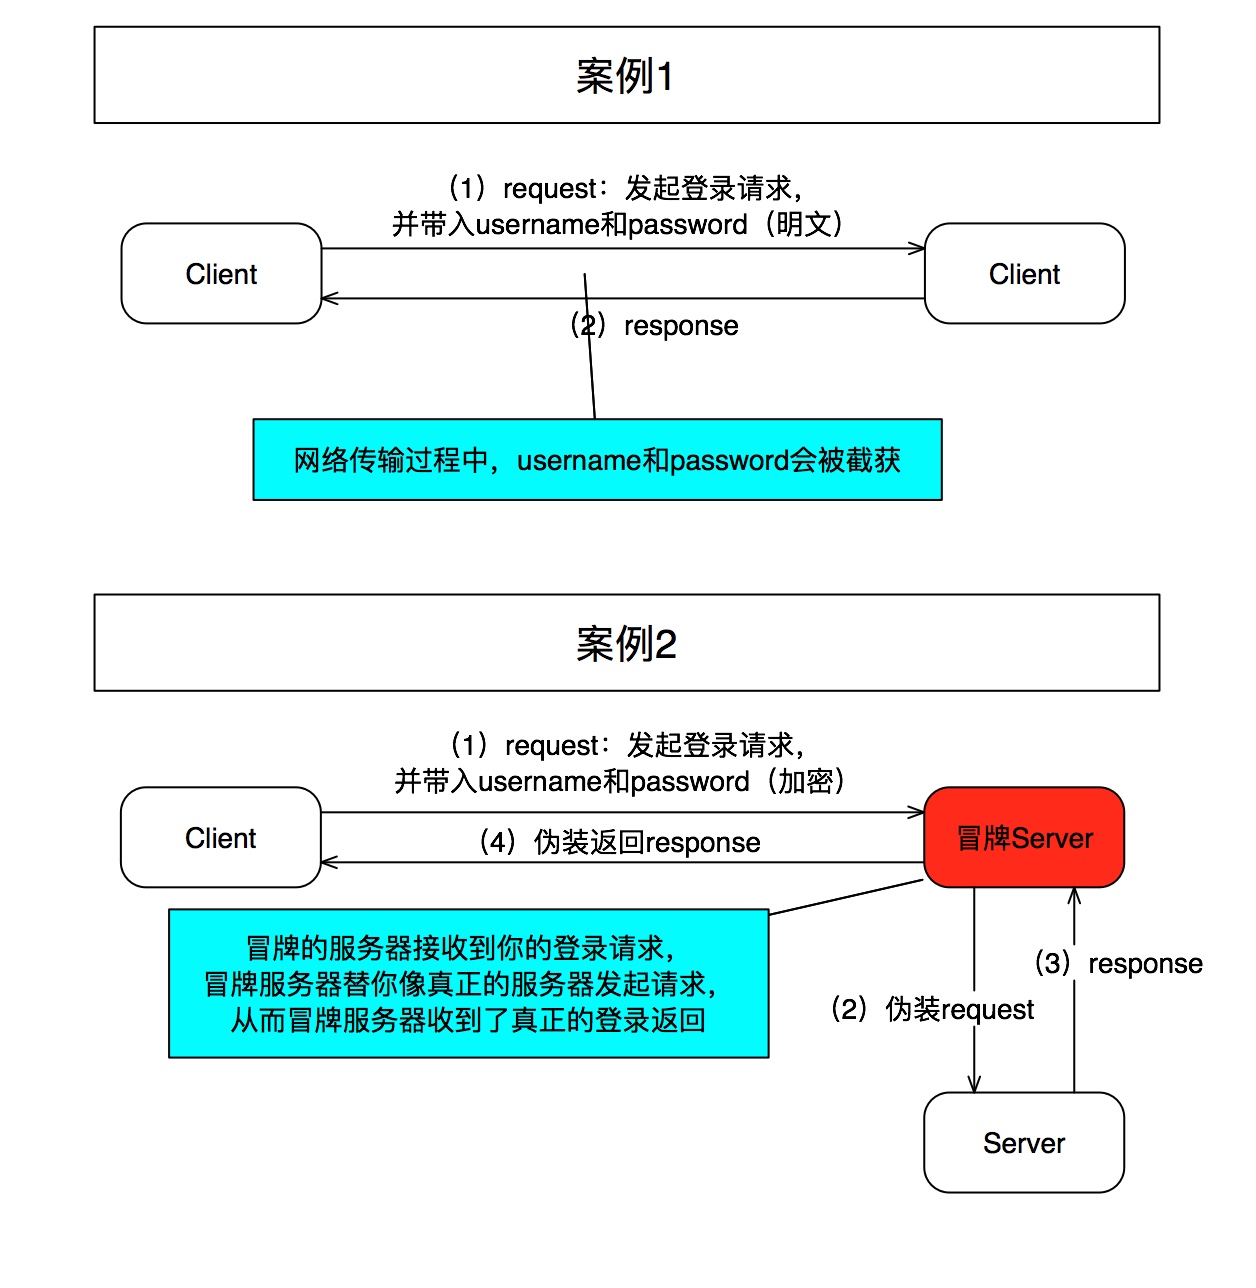 案例1
（1）request：发起登录请求，
并带入username和password（明文）
Client
Client
（2）response
网络传输过程中，username和password会被截获
案例2
（1）request：发起登录请求，
并带入username和password（加密）
Client
（4）伪装返回response
冒牌Server
冒牌的服务器接收到你的登录请求，
冒牌服务器替你像真正的服务器发起请求，
从而冒牌服务器收到了真正的登录返回
（3）response
（2）伪装request
Server